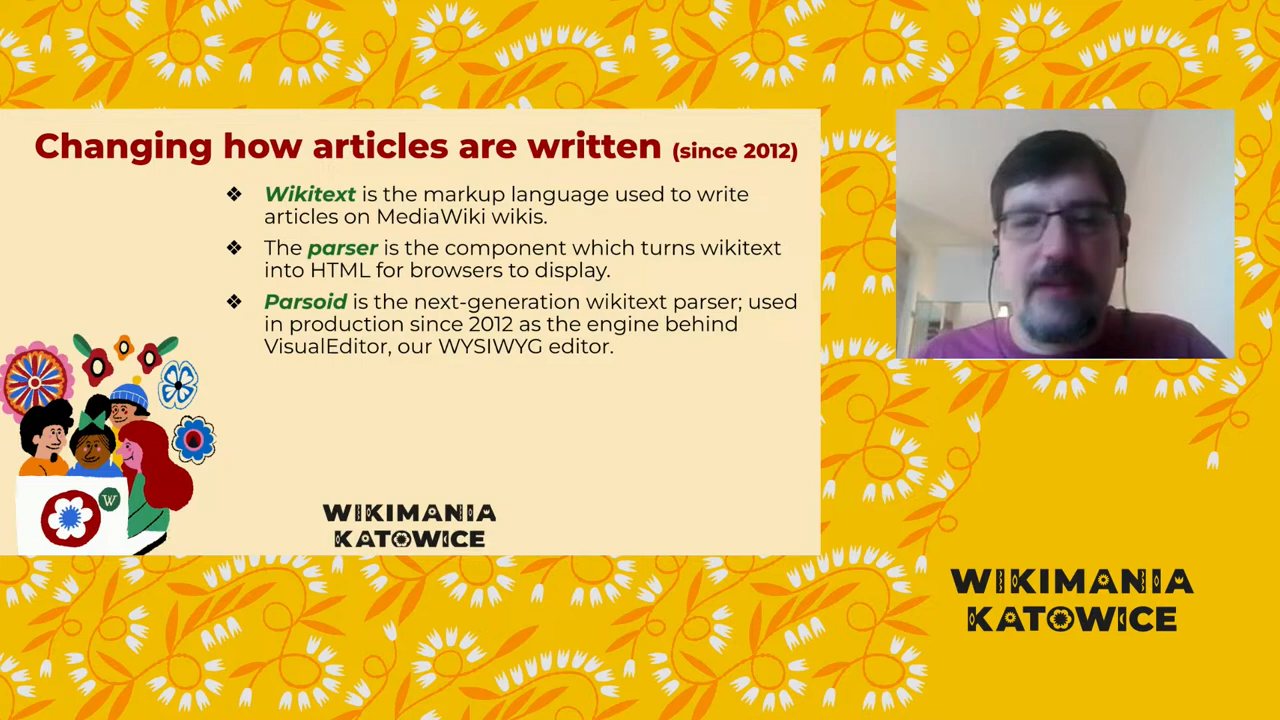 Changing how articles are written (since 2012)
❖ Wikitext is the markup language used to write
articles on MediaWiki wikis.
❖ The parser is the component which turns wikitext
into HTML for browsers to display.
❖ Parsoid is the next-generation wikitext parser; used
in production since 2012 as the engine behind
VisualEditor, our WYSIWYG editor.
W
WIKIMANIA
KATOWICE
WIKIMANIA
KATOWICE